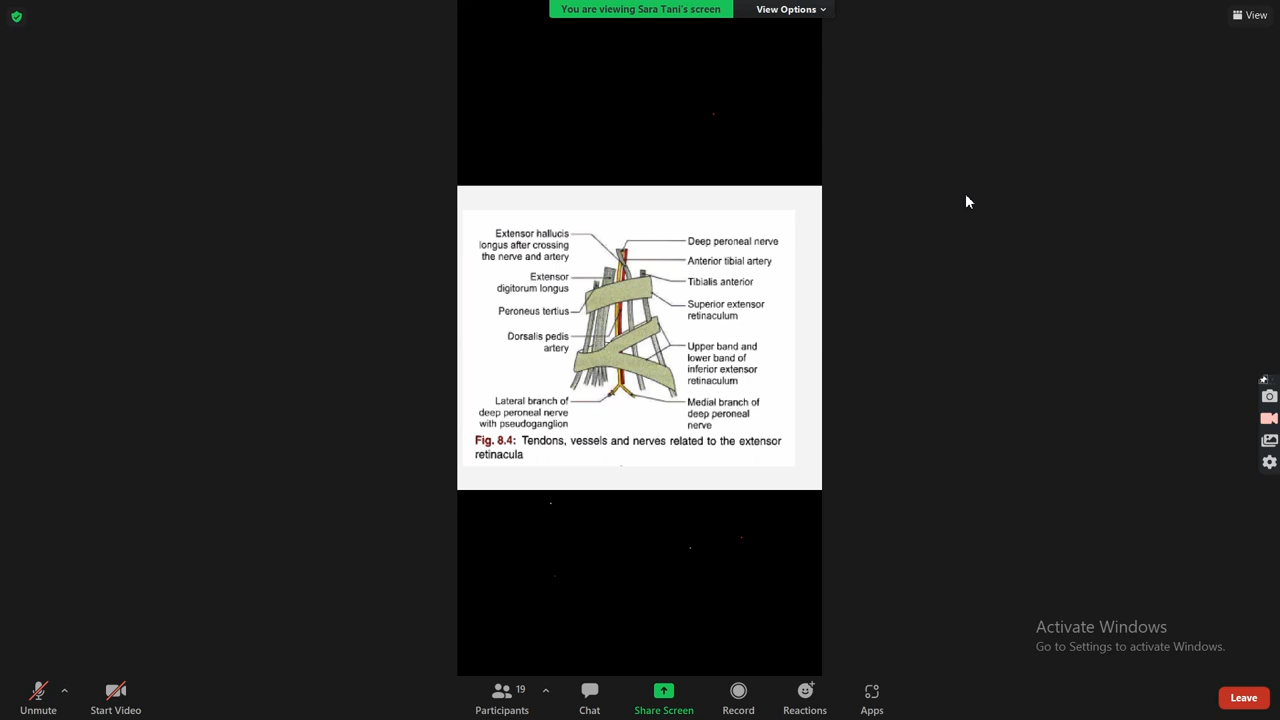 You are viewing Sara Tani's screen
View Options
View
Extensor hallucis
longus after crossing
the nerve and artery
Extensor
digitorum longus
Peroneus tertius
Dorsalis pedis
artery
Lateral branch of
deep peroneal nerve
with pseudoganglion
Deep peroneal nerve
Anterior tibial artery
Tibialis anterior
Superior extensor
retinaculum
Upper band and
lower band of
inferior extensor
retinaculum
Medial branch of
deep peroneal
nerve
Fig. 8.4: Tendons, vessels and nerves related to the extensor
retinacula
Activate Windows
Go to Settings to activate Windows.
Unmute
Start Video
19
Participants
Chat
Share Screen
Record
Reactions
Apps
Leave